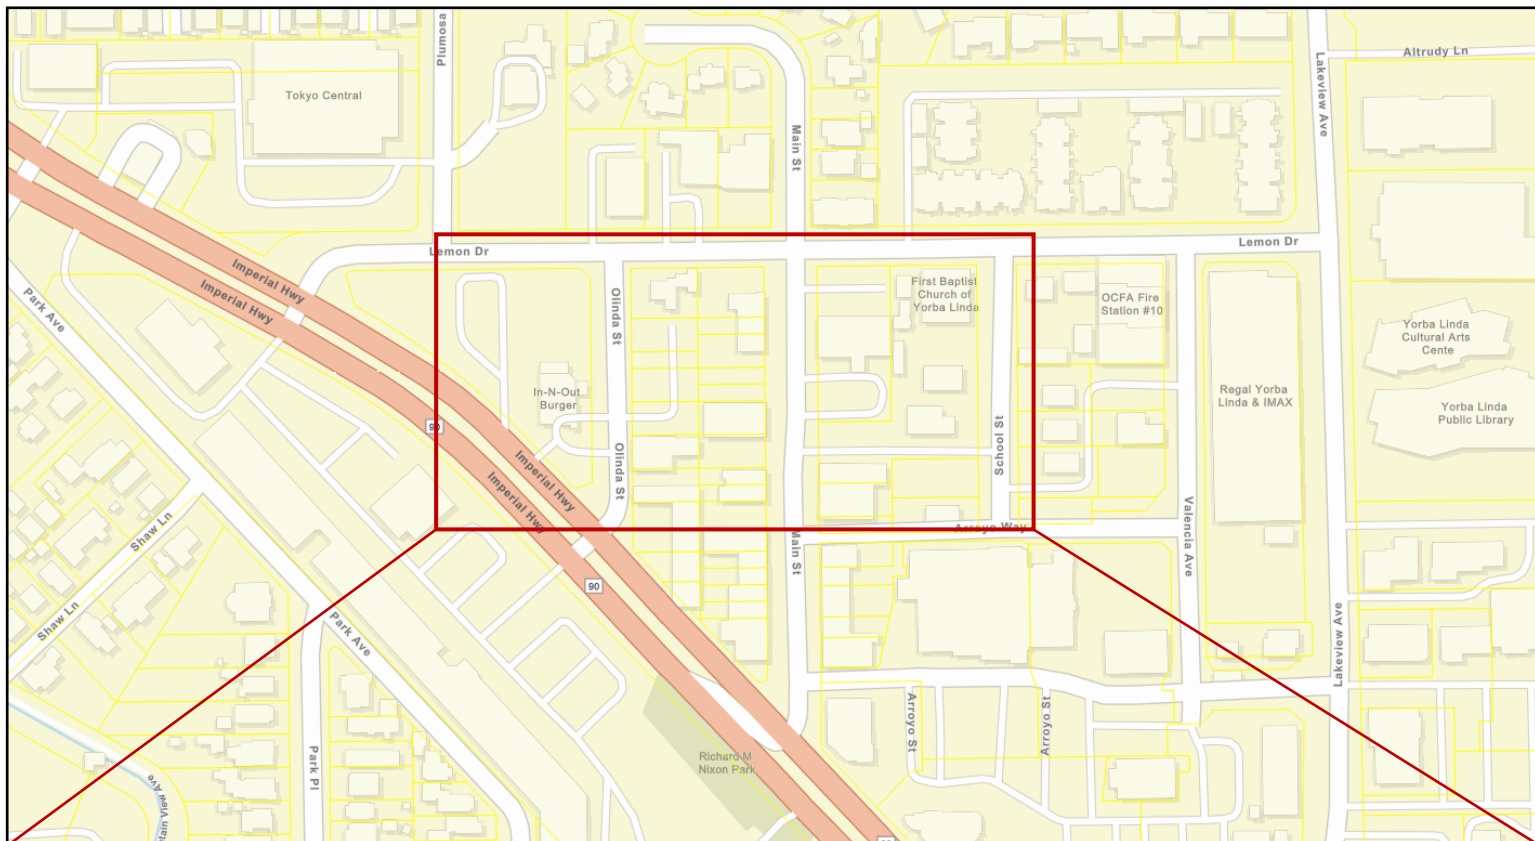 Plumosa
Altrudy Ln
Lakeview Ave
Tokyo Central
Main St
Lemon Dr
Lemon Dr
Imperial Hwy
Imperial Hwy
Park Ave
Olinda St
First Baptist
Church of
Yorba Linda
OCFA Fire
Station #10
Yorba Linda
Cultural Arts
Cente
In-N-Out
Burger
Regal Yorba
Linda & IMAX
Yorba Linda
Public Library
90
School St
Olinda St
Imperial Hwy
Imperial Hwy
Shaw Ln
Arroyo Way
Main St
Valencia Ave
90
Shaw Ln
Park Ave
Lakeview Ave
Arroyo St
Arroyo St
Richard M
Nixon Park
Park Pl
tain View Ave